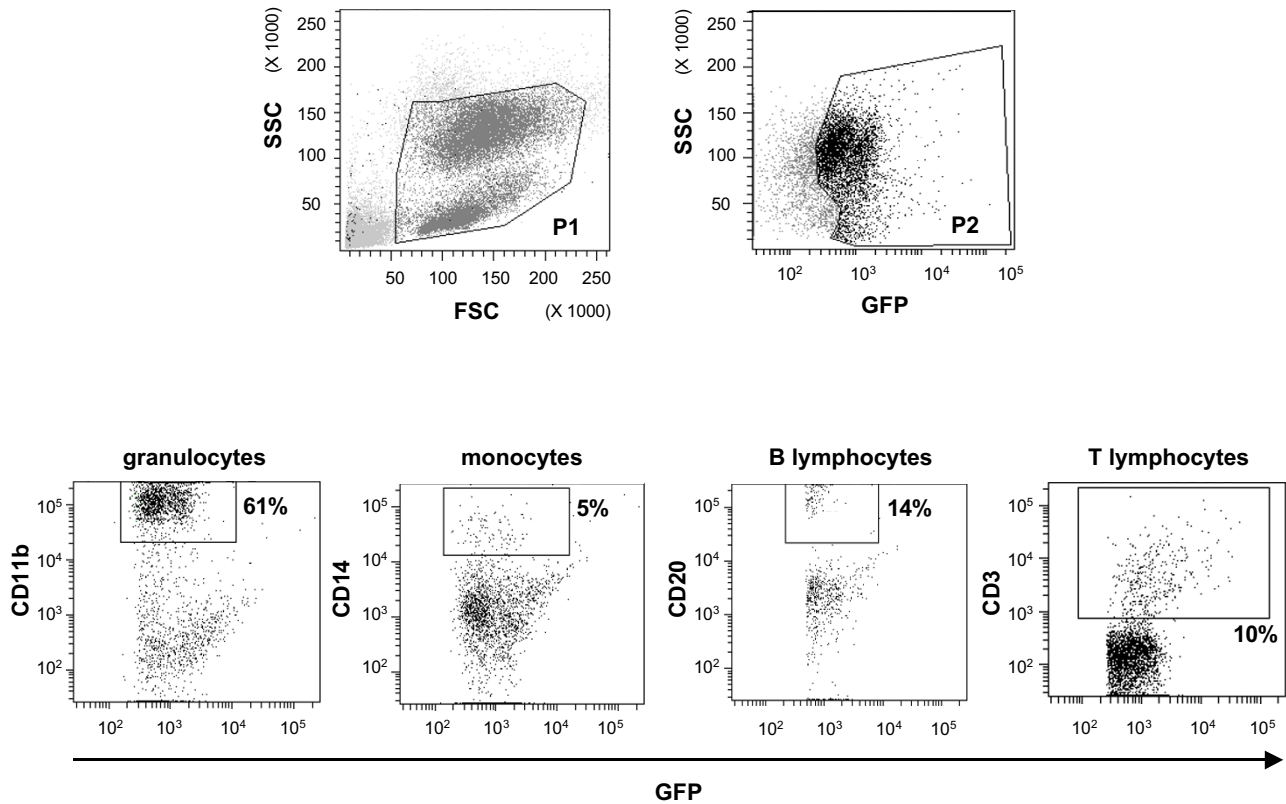 250
200
150
100
50
(X 1000)
SSC
P1
50 100 150 200 250
FSC (X 1000)
250
200
150
100
50
(X 1000)
SSC
P2
10² 10³ 10⁴ 10⁵
GFP
granulocytes
61%
10⁵
10⁴
10³
10²
CD11b
10² 10³ 10⁴ 10⁵
monocytes
5%
10⁵
10⁴
10³
10²
CD14
10² 10³ 10⁴ 10⁵
B lymphocytes
14%
10⁵
10⁴
10³
10²
CD20
10² 10³ 10⁴ 10⁵
T lymphocytes
10⁵
10⁴
10³
10²
CD3
10%
10² 10³ 10⁴ 10⁵
GFP